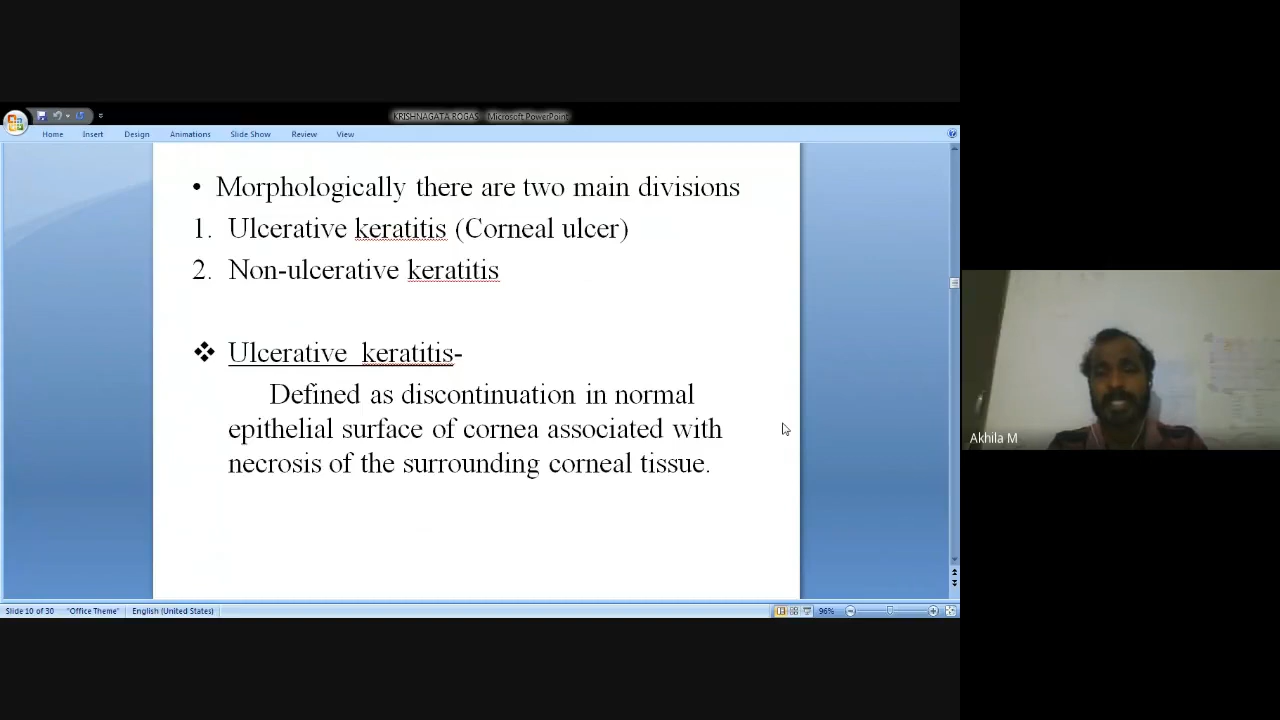 KRISHNAGATA ROGAS - Microsoft PowerPoint
Home Insert Design Animations Slide Show Review View
• Morphologically there are two main divisions
1. Ulcerative keratitis (Corneal ulcer)
2. Non-ulcerative keratitis
❖ Ulcerative keratitis-
Defined as discontinuation in normal
epithelial surface of cornea associated with
necrosis of the surrounding corneal tissue.
Akhila M
Slide 10 of 30 "Office Theme" English (United States) 96%